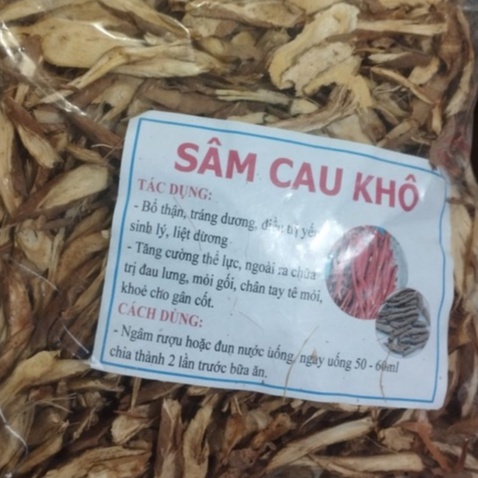 SÂM CAU KHÔ
TÁC DỤNG:
- Bổ thận, tráng dương, điều trị yếu
sinh lý, liệt dương
- Tăng cường thể lực, ngoài ra chữa
trị đau lưng, mỏi gối, chân tay tê mỏi,
khoẻ cho gân cốt.
CÁCH DÙNG:
- Ngâm rượu hoặc đun nước uống, ngày uống 50 - 60ml
chia thành 2 lần trước bữa ăn.